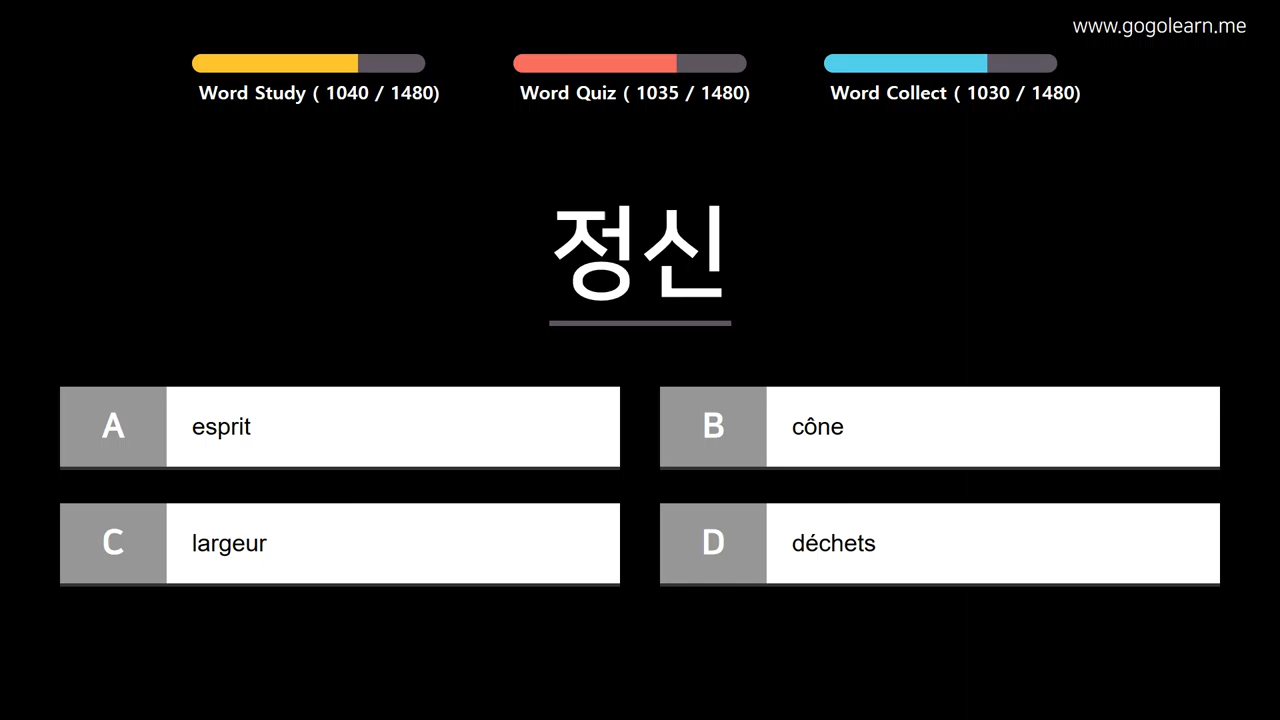 www.gogolearn.me
Word Study ( 1040 / 1480)
Word Quiz ( 1035 / 1480)
Word Collect ( 1030 / 1480)
정신
A esprit
B cône
C largeur
D déchets